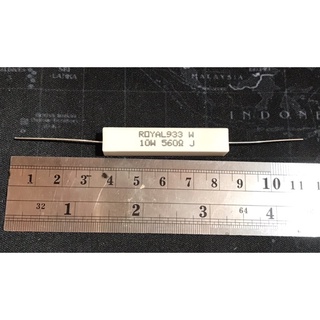 MALAYSIA
INDONE
ROYAL933 W
10W 560Ω J
1 2 3 4 5 6 7 8 9 10 11
32 1 2 3 64 4